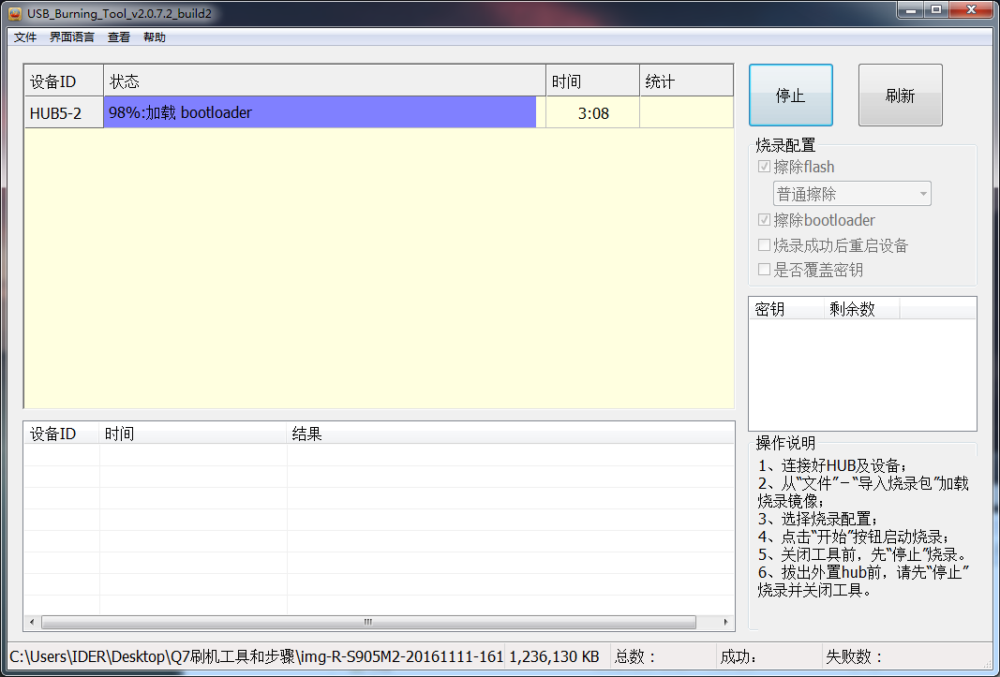 USB_Burning_Tool_v2.0.7.2_build2
文件 界面语言 查看 帮助
设备ID 状态 时间 统计
HUB5-2 98%:加载 bootloader 3:08
停止 刷新
烧录配置
擦除flash
普通擦除
擦除bootloader
烧录成功后重启设备
是否覆盖密钥
密钥 剩余数
设备ID 时间 结果
操作说明
1、连接好HUB及设备；
2、从“文件”－“导入烧录包”加载
烧录镜像；
3、选择烧录配置；
4、点击“开始”按钮启动烧录；
5、关闭工具前，先“停止”烧录。
6、拔出外置hub前，请先“停止”
烧录并关闭工具。
C:\Users\IDER\Desktop\Q7刷机工具和步骤\img-R-S905M2-20161111-161 1,236,130 KB 总数： 成功： 失败数：